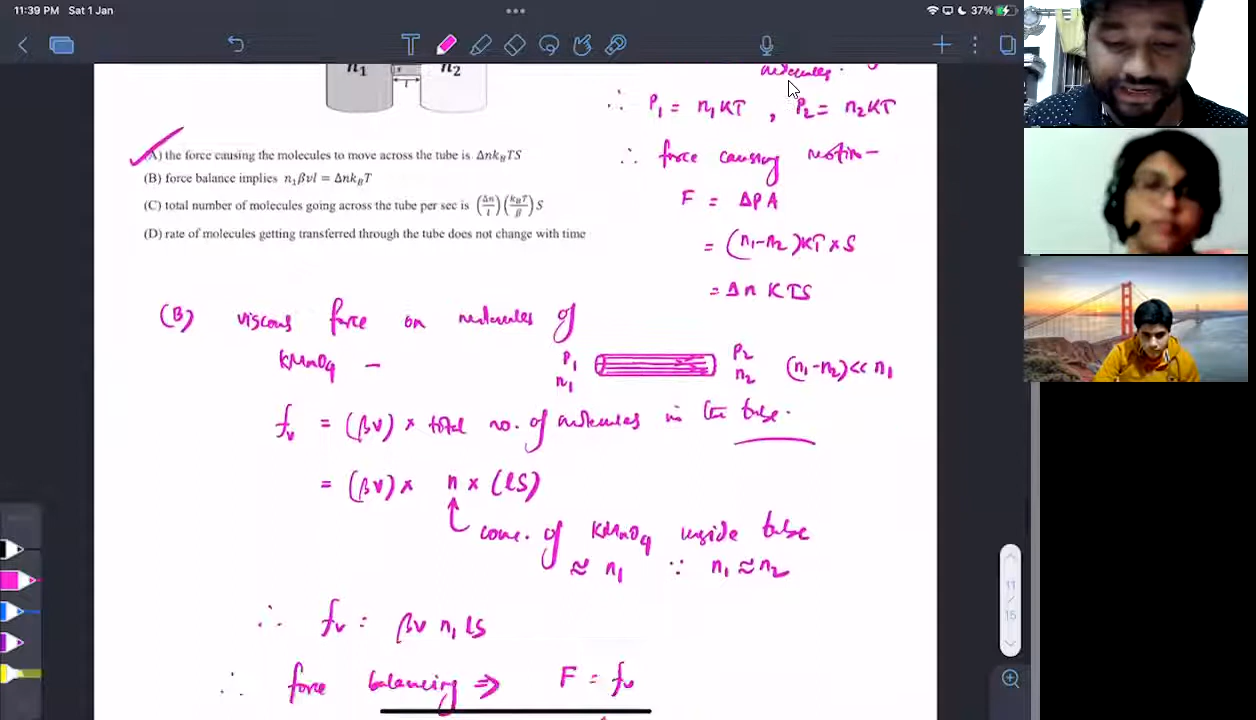 11:39 PM Sat 1 Jan
37%
n1 n2
l
molecules.
∴ P1 = n1KT , P2 = n2KT
(A) the force causing the molecules to move across the tube is ΔnkBTS
(B) force balance implies n1βvl = ΔnkBT
(C) total number of molecules going across the tube per sec is (Δn/l)(kBT/β)S
(D) rate of molecules getting transferred through the tube does not change with time
∴ force causing motion –
F = ΔPA
= (n1-n2)KT × S
= Δn KTS
(B) viscous force on molecules of
KMnO4 –
P1 P2
n1 n2 (n1-n2) << n1
fv = (βv) × total no. of molecules in the tube.
= (βv) × n × (lS)
conc. of KMnO4 inside tube
≈ n1 ∵ n1 ≈ n2
∴ fv = βv n1 lS
∴ force balancing ⇒ F = fv
11
/
15